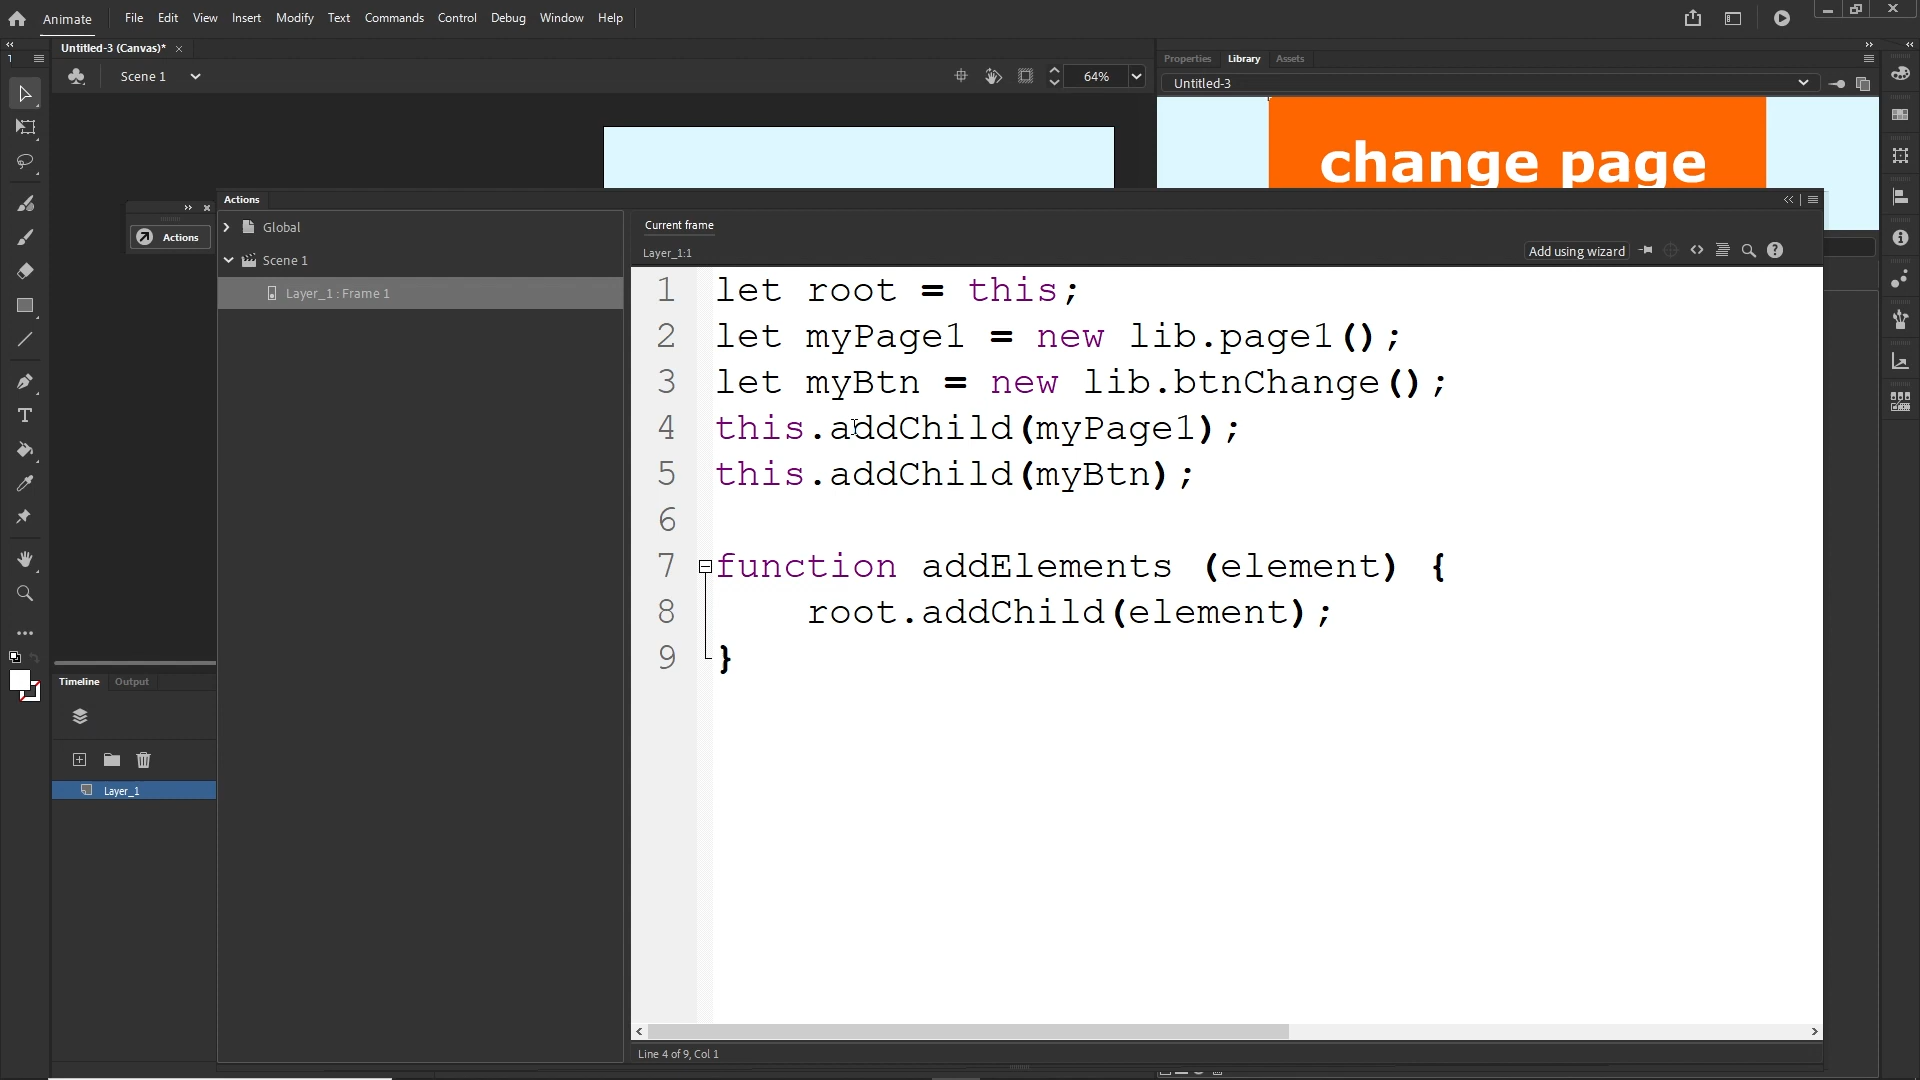 Animate File Edit View Insert Modify Text Commands Control Debug Window Help
Untitled-3 (Canvas)*
Scene 1
64%
Properties Library Assets
Untitled-3
change page
Actions
Actions
Global
Scene 1
Layer_1 : Frame 1
Current frame
Layer_1:1
Add using wizard
1 let root = this;
2 let myPage1 = new lib.page1();
3 let myBtn = new lib.btnChange();
4 this.addChild(myPage1);
5 this.addChild(myBtn);
6
7 function addElements (element) {
8 root.addChild(element);
9 }
Timeline Output
Layer_1
Line 4 of 9, Col 1